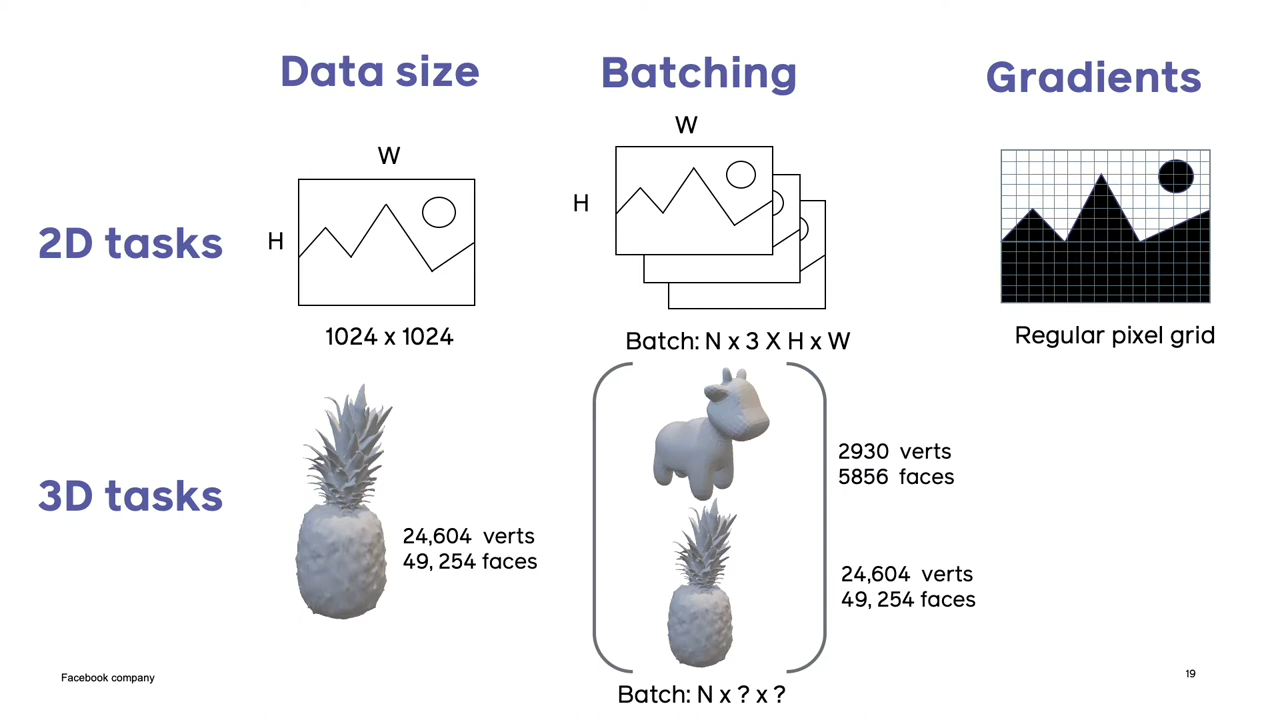 Data size
Batching
Gradients
2D tasks
W
H
1024 x 1024
W
H
Batch: N x 3 X H x W
Regular pixel grid
3D tasks
24,604 verts
49, 254 faces
2930 verts
5856 faces
24,604 verts
49, 254 faces
Batch: N x ? x ?
Facebook company
19